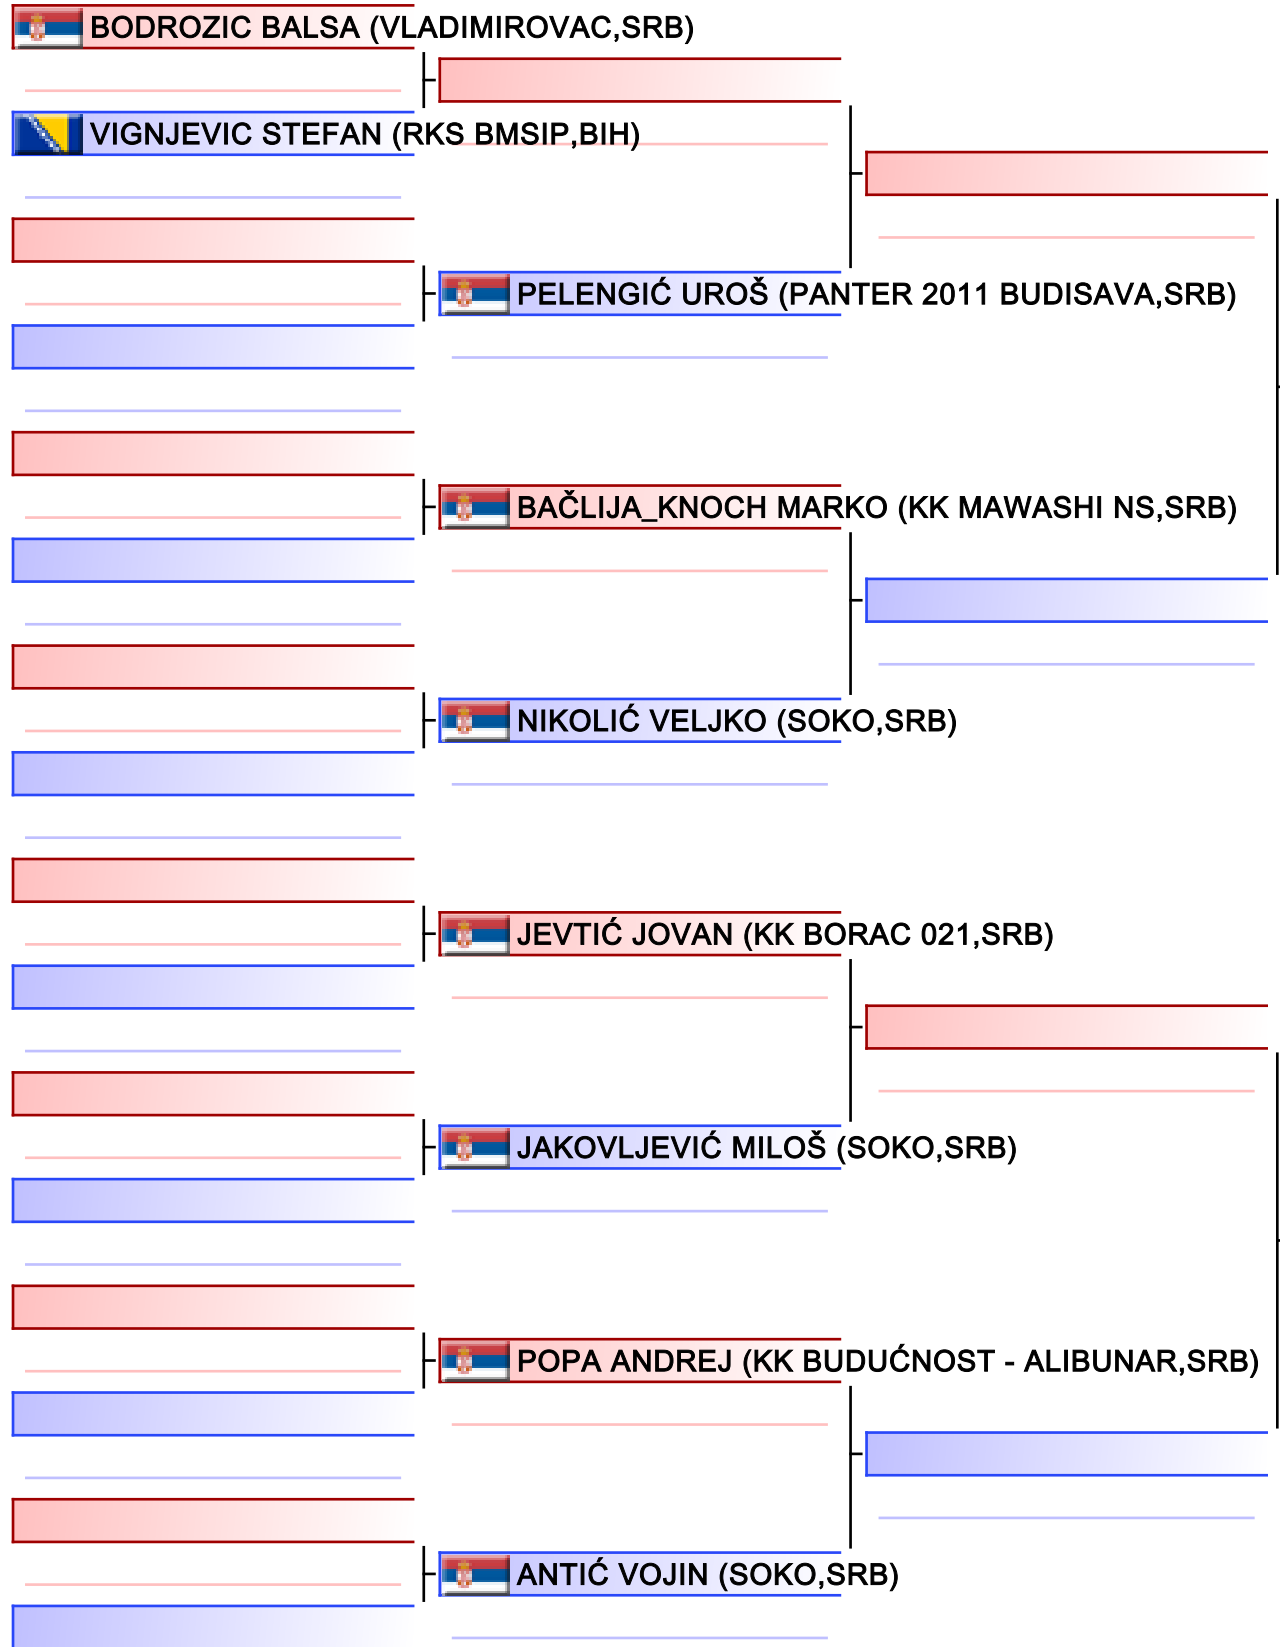 BODROZIC BALSA (VLADIMIROVAC,SRB)
VIGNJEVIC STEFAN (RKS BMSIP,BIH)
PELENGIĆ UROŠ (PANTER 2011 BUDISAVA,SRB)
BAČLIJA_KNOCH MARKO (KK MAWASHI NS,SRB)
NIKOLIĆ VELJKO (SOKO,SRB)
JEVTIĆ JOVAN (KK BORAC 021,SRB)
JAKOVLJEVIĆ MILOŠ (SOKO,SRB)
POPA ANDREJ (KK BUDUĆNOST - ALIBUNAR,SRB)
ANTIĆ VOJIN (SOKO,SRB)